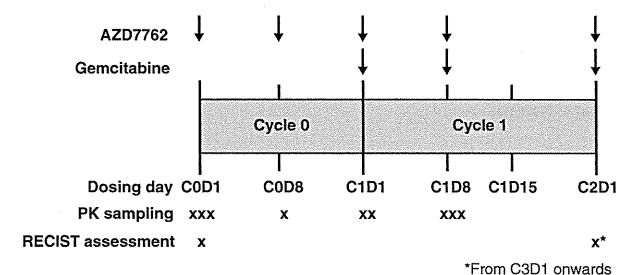 AZD7762
Gemcitabine
Cycle 0 Cycle 1
Dosing day C0D1 C0D8 C1D1 C1D8 C1D15 C2D1
PK sampling xxx x xx xxx
RECIST assessment x x*
*From C3D1 onwards